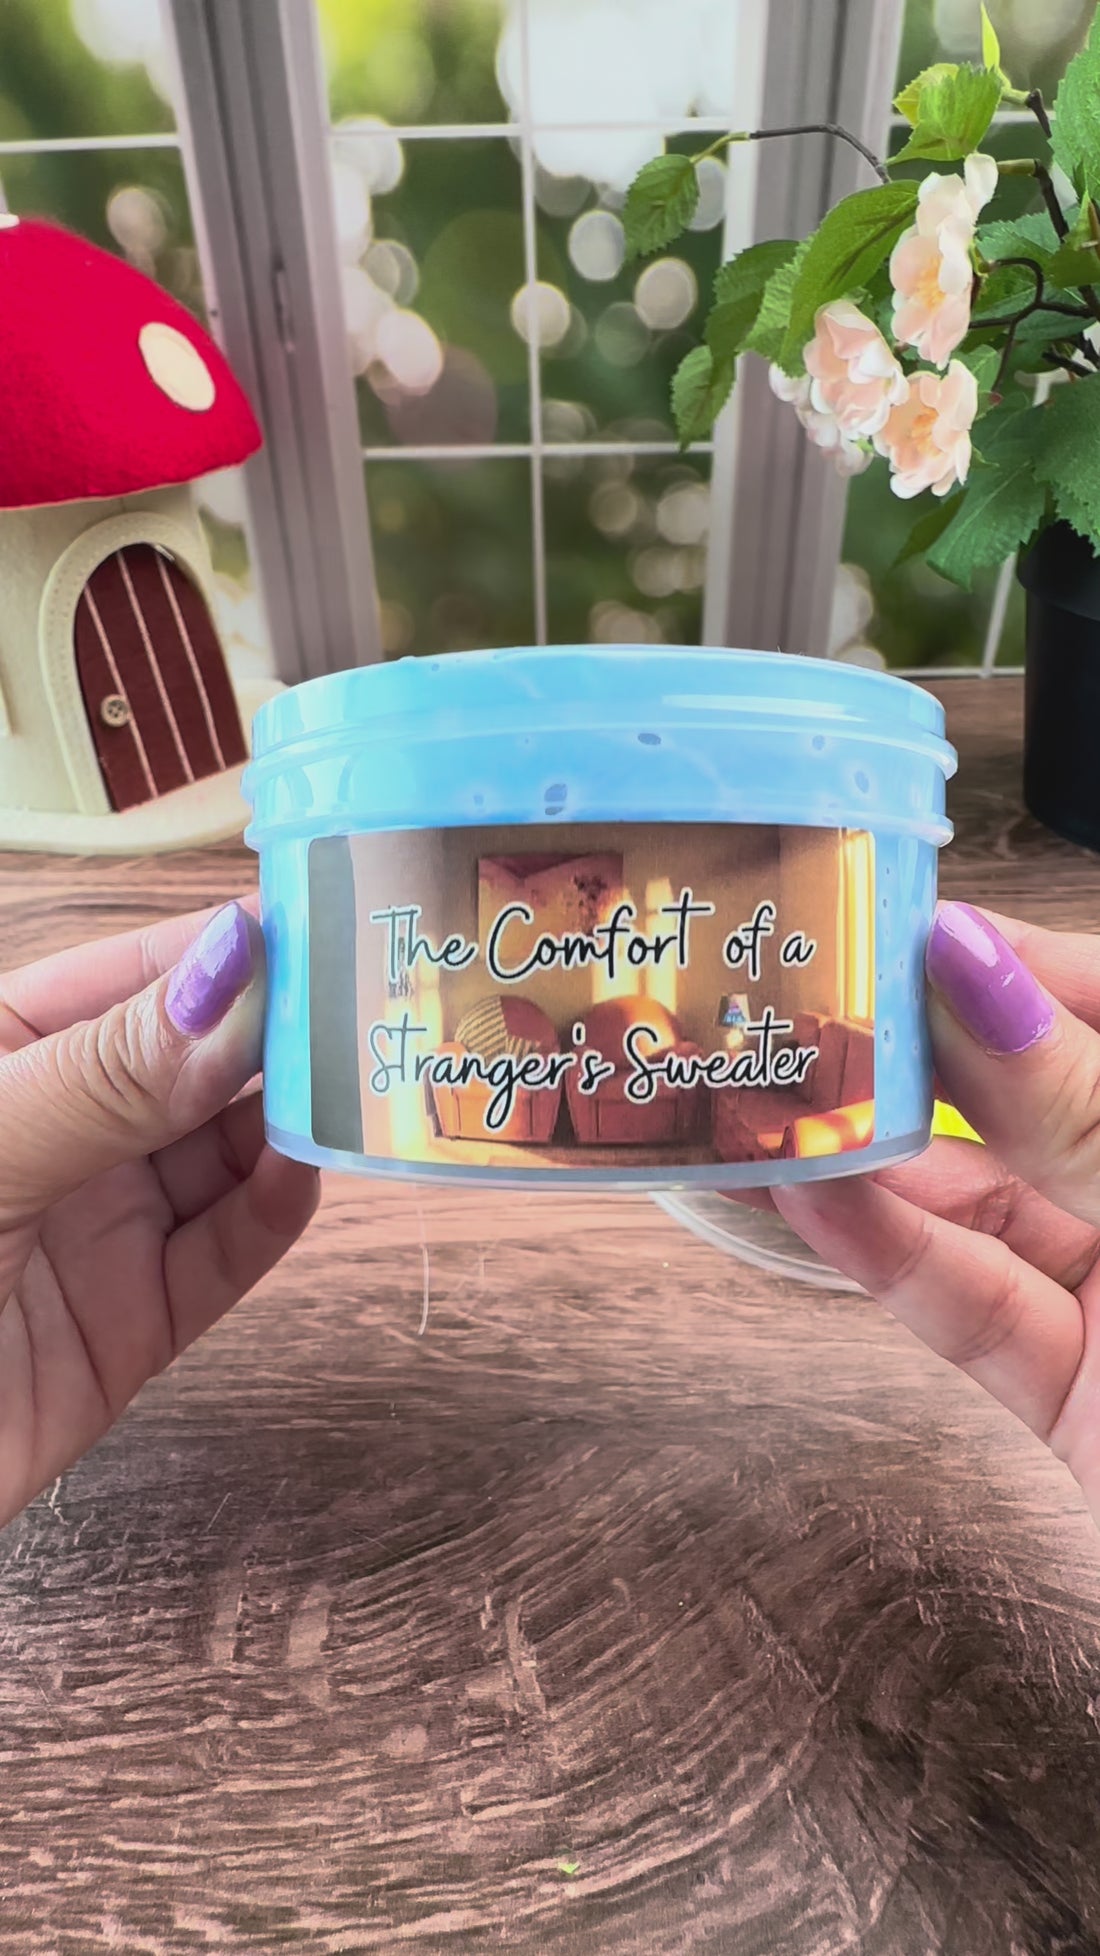 The Comfort of a
Stranger's Sweater